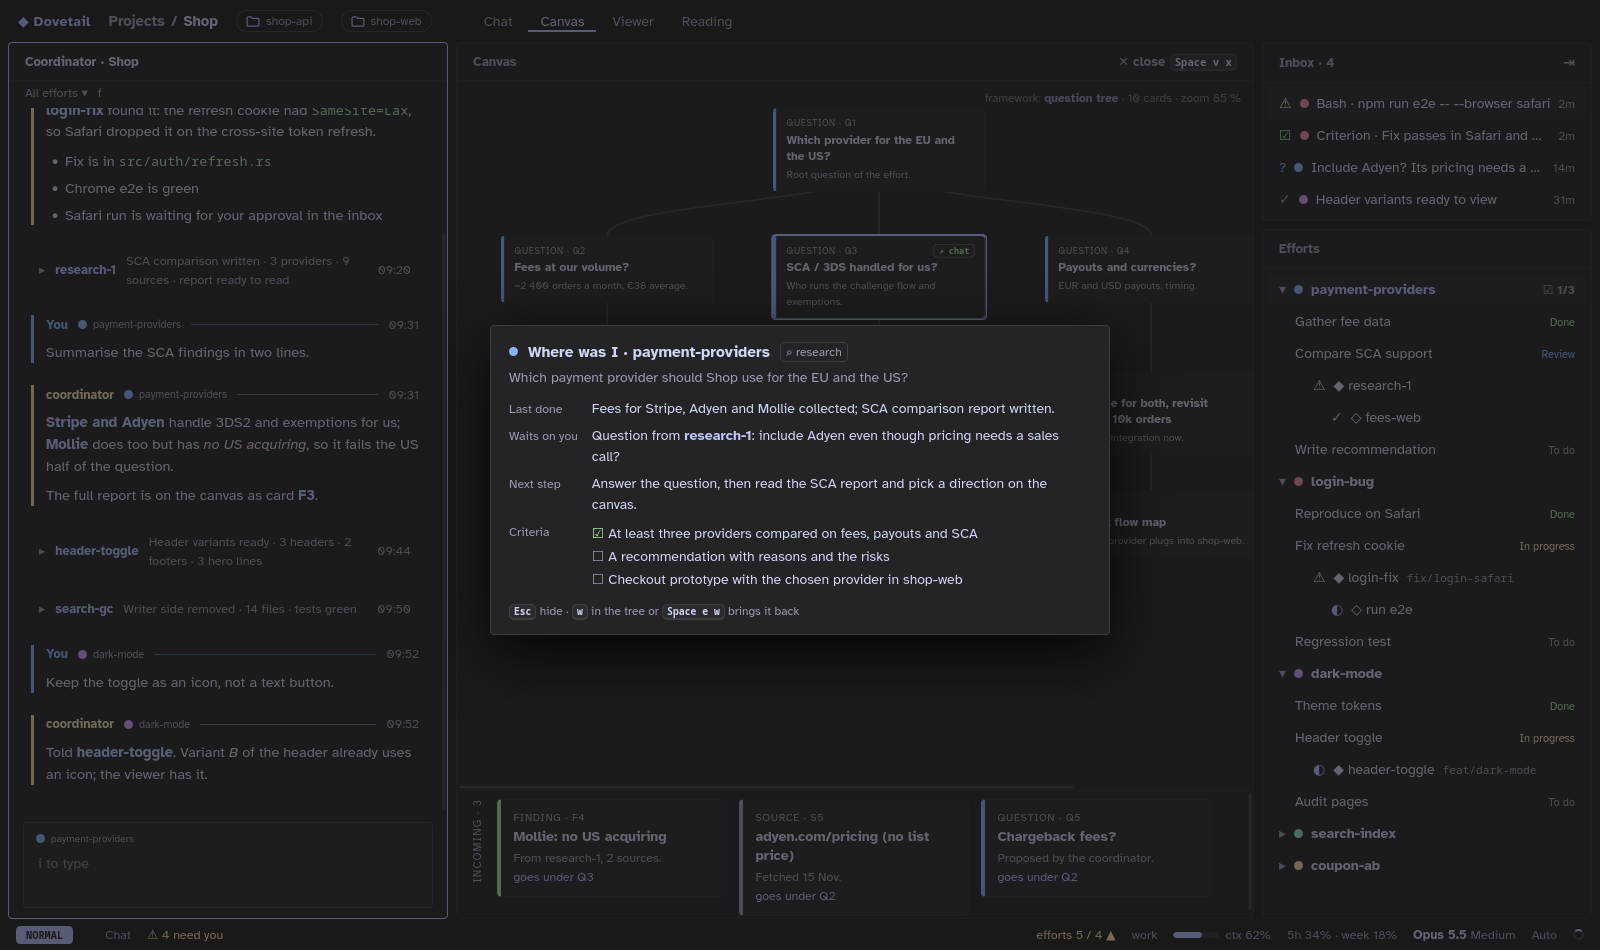 ◆ Dovetail Projects / Shop shop-api shop-web Chat Canvas Viewer Reading
Coordinator · Shop
All efforts ▾ f
login-fix found it: the refresh cookie had SameSite=Lax,
so Safari dropped it on the cross-site token refresh.
• Fix is in src/auth/refresh.rs
• Chrome e2e is green
• Safari run is waiting for your approval in the inbox
▸ research-1 SCA comparison written · 3 providers · 9 09:20
sources · report ready to read
You payment-providers 09:31
Summarise the SCA findings in two lines.
coordinator payment-providers 09:31
Stripe and Adyen handle 3DS2 and exemptions for us;
Mollie does too but has no US acquiring, so it fails the US
half of the question.
The full report is on the canvas as card F3.
▸ header-toggle Header variants ready · 3 headers · 2 09:44
footers · 3 hero lines
▸ search-gc Writer side removed · 14 files · tests green 09:50
You dark-mode 09:52
Keep the toggle as an icon, not a text button.
coordinator dark-mode 09:52
Told header-toggle. Variant B of the header already uses
an icon; the viewer has it.
payment-providers
i to type
Canvas ✕ close Space v x
framework: question tree · 10 cards · zoom 85 %
QUESTION · Q1
Which provider for the EU and
the US?
Root question of the effort.
QUESTION · Q2
Fees at our volume?
~2 400 orders a month, €38 average.
QUESTION · Q3 ↗ chat
SCA / 3DS handled for us?
Who runs the challenge flow and
exemptions.
QUESTION · Q4
Payouts and currencies?
EUR and USD payouts, timing.
e for both, revisit
10k orders
integration now.
flow map
provider plugs into shop-web.
Where was I · payment-providers ⌕ research
Which payment provider should Shop use for the EU and the US?
Last done Fees for Stripe, Adyen and Mollie collected; SCA comparison report written.
Waits on you Question from research-1: include Adyen even though pricing needs a sales
call?
Next step Answer the question, then read the SCA report and pick a direction on the
canvas.
Criteria ☑ At least three providers compared on fees, payouts and SCA
☐ A recommendation with reasons and the risks
☐ Checkout prototype with the chosen provider in shop-web
Esc hide · w in the tree or Space e w brings it back
INCOMING · 3
FINDING · F4
Mollie: no US acquiring
From research-1, 2 sources.
goes under Q3
SOURCE · S5
adyen.com/pricing (no list
price)
Fetched 15 Nov.
goes under Q2
QUESTION · Q5
Chargeback fees?
Proposed by the coordinator.
goes under Q2
Inbox · 4 ⇥
⚠ Bash · npm run e2e -- --browser safari 2m
☑ Criterion · Fix passes in Safari and ... 2m
? Include Adyen? Its pricing needs a ... 14m
✓ Header variants ready to view 31m
Efforts
▾ payment-providers ☑ 1/3
Gather fee data Done
Compare SCA support Review
⚠ ◆ research-1
✓ ◇ fees-web
Write recommendation To do
▾ login-bug
Reproduce on Safari Done
Fix refresh cookie In progress
⚠ ◆ login-fix fix/login-safari
◐ ◇ run e2e
Regression test To do
▾ dark-mode
Theme tokens Done
Header toggle In progress
◐ ◆ header-toggle feat/dark-mode
Audit pages To do
▸ search-index
▸ coupon-ab
NORMAL Chat ⚠ 4 need you efforts 5 / 4 ▲ work ctx 62% 5h 34% · week 18% Opus 5.5 Medium Auto